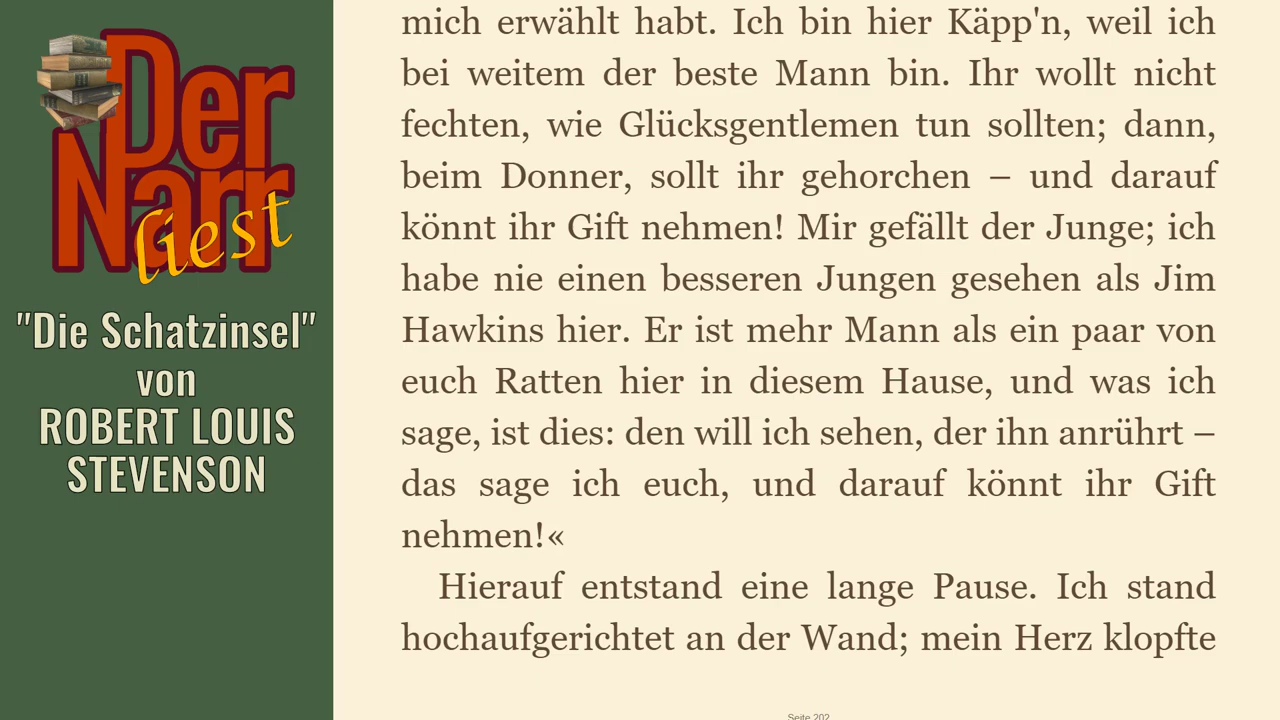 Der
Narr
liest
"Die Schatzinsel"
von
ROBERT LOUIS
STEVENSON
mich erwählt habt. Ich bin hier Käpp'n, weil ich
bei weitem der beste Mann bin. Ihr wollt nicht
fechten, wie Glücksgentlemen tun sollten; dann,
beim Donner, sollt ihr gehorchen – und darauf
könnt ihr Gift nehmen! Mir gefällt der Junge; ich
habe nie einen besseren Jungen gesehen als Jim
Hawkins hier. Er ist mehr Mann als ein paar von
euch Ratten hier in diesem Hause, und was ich
sage, ist dies: den will ich sehen, der ihn anrührt –
das sage ich euch, und darauf könnt ihr Gift
nehmen!«
Hierauf entstand eine lange Pause. Ich stand
hochaufgerichtet an der Wand; mein Herz klopfte
Seite 202